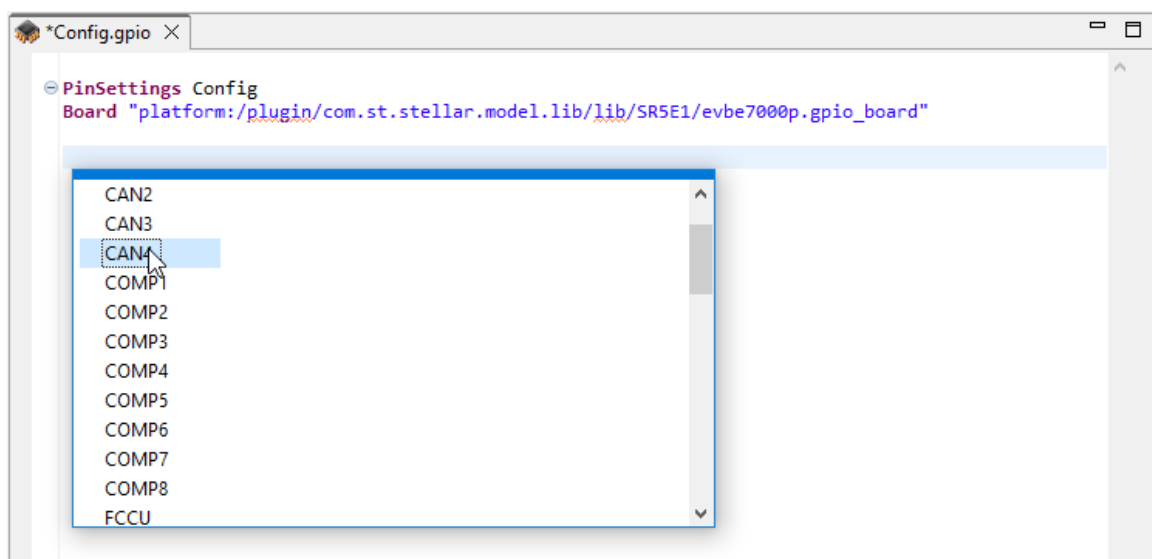 *Config.gpio
PinSettings Config
Board "platform:/plugin/com.st.stellar.model.lib/lib/SR5E1/evbe7000p.gpio_board"
CAN2
CAN3
CAN4
COMP1
COMP2
COMP3
COMP4
COMP5
COMP6
COMP7
COMP8
FCCU